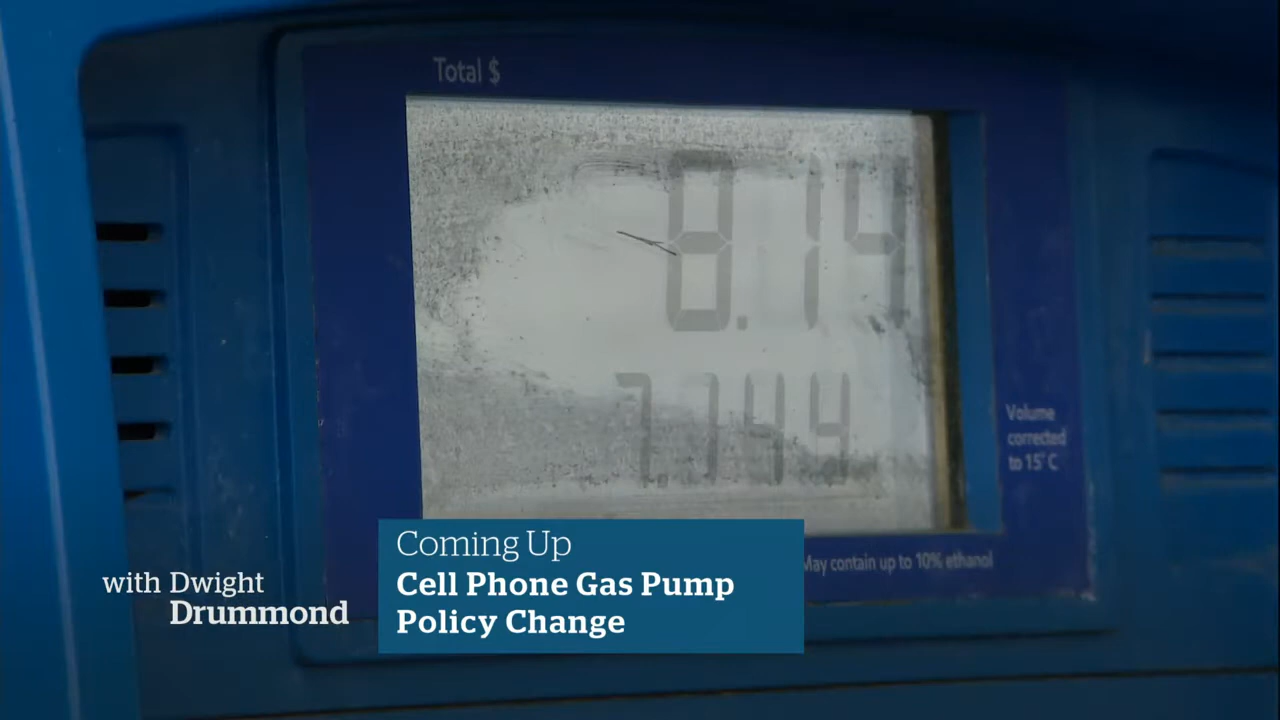 Total $
8.14
7.744
Volume
corrected
to 15°C
May contain up to 10% ethanol
with Dwight
Drummond
Coming Up
Cell Phone Gas Pump
Policy Change